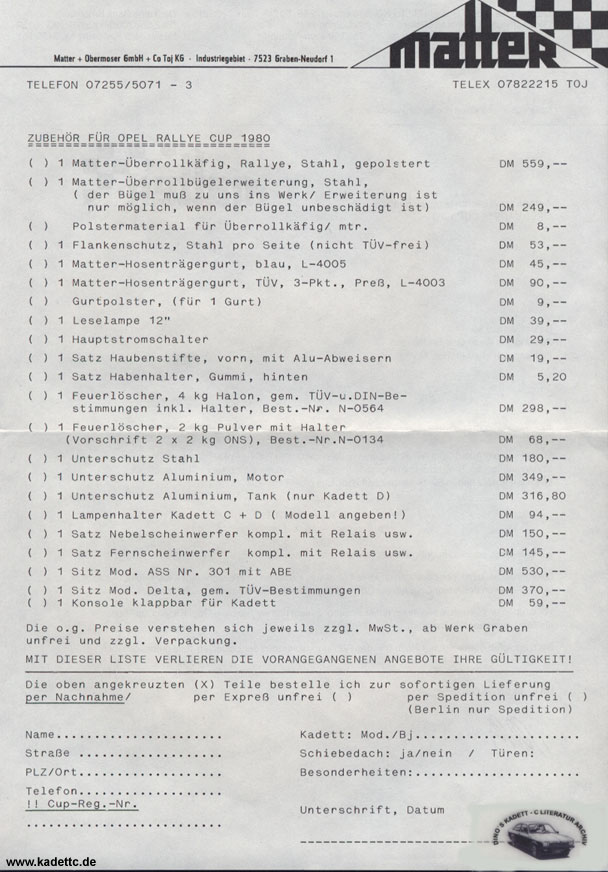 matter
Matter + Obermoser GmbH + Co Toj KG · Industriegebiet · 7523 Graben-Neudorf 1
TELEFON 07255/5071 - 3 TELEX 07822215 TOJ
ZUBEHÖR FÜR OPEL RALLYE CUP 1980
( ) 1 Matter-Überrollkäfig, Rallye, Stahl, gepolstert DM 559,--
( ) 1 Matter-Überrollbügelerweiterung, Stahl,
( der Bügel muß zu uns ins Werk/ Erweiterung ist
nur möglich, wenn der Bügel unbeschädigt ist) DM 249,--
( ) Polstermaterial für Überrollkäfig/ mtr. DM 8,--
( ) 1 Flankenschutz, Stahl pro Seite (nicht TÜV-frei) DM 53,--
( ) 1 Matter-Hosenträgergurt, blau, L-4005 DM 45,--
( ) 1 Matter-Hosenträgergurt, TÜV, 3-Pkt., Preß, L-4003 DM 90,--
( ) Gurtpolster, (für 1 Gurt) DM 9,--
( ) 1 Leselampe 12" DM 39,--
( ) 1 Hauptstromschalter DM 29,--
( ) 1 Satz Haubenstifte, vorn, mit Alu-Abweisern DM 19,--
( ) 1 Satz Habenhalter, Gummi, hinten DM 5,20
( ) 1 Feuerlöscher, 4 kg Halon, gem. TÜV-u.DIN-Be-
stimmungen inkl. Halter, Best.-Nr. N-0564 DM 298,--
( ) 1 Feuerlöscher, 2 kg Pulver mit Halter
(Vorschrift 2 x 2 kg ONS), Best.-Nr.N-0134 DM 68,--
( ) 1 Unterschutz Stahl DM 180,--
( ) 1 Unterschutz Aluminium, Motor DM 349,--
( ) 1 Unterschutz Aluminium, Tank (nur Kadett D) DM 316,80
( ) 1 Lampenhalter Kadett C + D ( Modell angeben!) DM 94,--
( ) 1 Satz Nebelscheinwerfer kompl. mit Relais usw. DM 150,--
( ) 1 Satz Fernscheinwerfer kompl. mit Relais usw. DM 145,--
( ) 1 Sitz Mod. ASS Nr. 301 mit ABE DM 530,--
( ) 1 Sitz Mod. Delta, gem. TÜV-Bestimmungen DM 370,--
( ) 1 Konsole klappbar für Kadett DM 59,--
Die o.g. Preise verstehen sich jeweils zzgl. MwSt., ab Werk Graben
unfrei und zzgl. Verpackung.
MIT DIESER LISTE VERLIEREN DIE VORANGEGANGENEN ANGEBOTE IHRE GÜLTIGKEIT!
Die oben angekreuzten (X) Teile bestelle ich zur sofortigen Lieferung
per Nachnahme/ per Expreß unfrei ( ) per Spedition unfrei ( )
(Berlin nur Spedition)
Name....................... Kadett: Mod./Bj.......................
Straße .................... Schiebedach: ja/nein / Türen:
PLZ/Ort.................... Besonderheiten:.......................
Telefon....................
!! Cup-Reg.-Nr.
........................... Unterschrift, Datum
DINO'S KADETT - C LITERATUR ARCHIV
www.kadettc.de